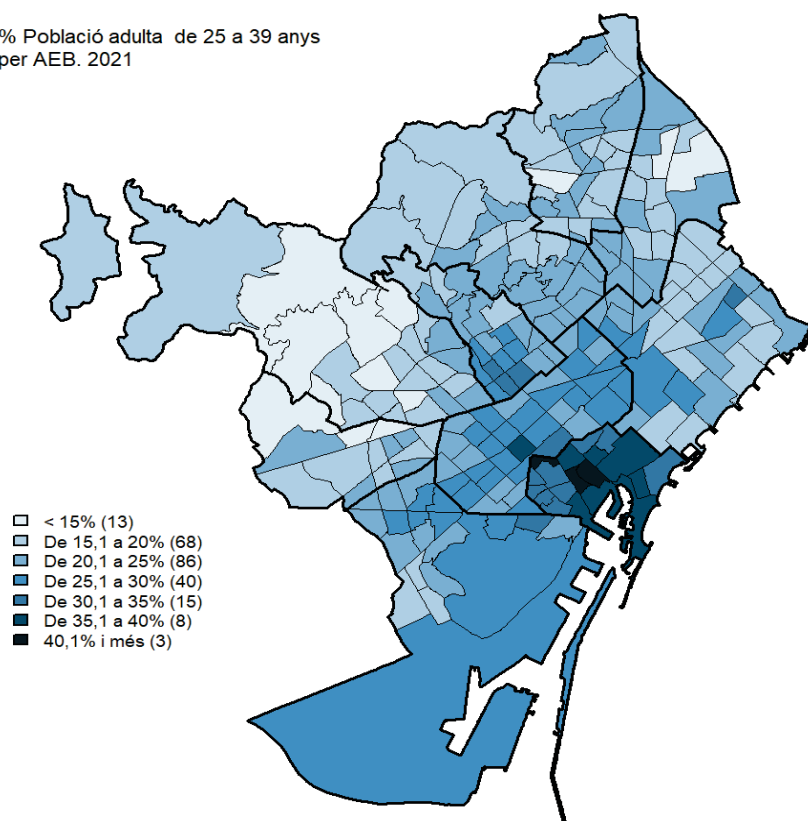 % Població adulta de 25 a 39 anys
per AEB. 2021
< 15% (13)
De 15,1 a 20% (68)
De 20,1 a 25% (86)
De 25,1 a 30% (40)
De 30,1 a 35% (15)
De 35,1 a 40% (8)
40,1% i més (3)